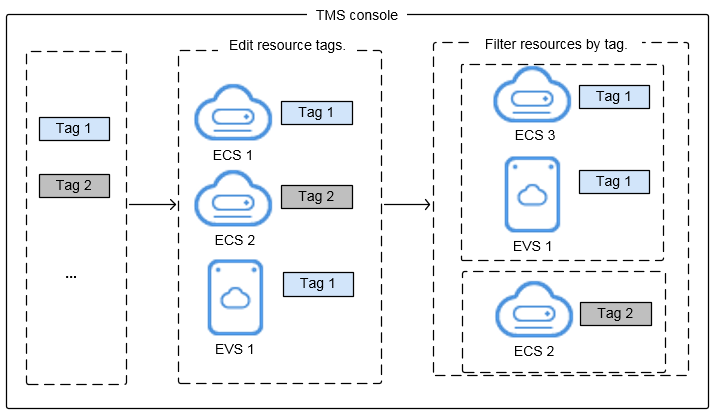 TMS console
Tag 1
Tag 2
...
Edit resource tags.
Tag 1
ECS 1
Tag 2
ECS 2
Tag 1
EVS 1
Filter resources by tag.
Tag 1
ECS 3
Tag 1
EVS 1
Tag 2
ECS 2